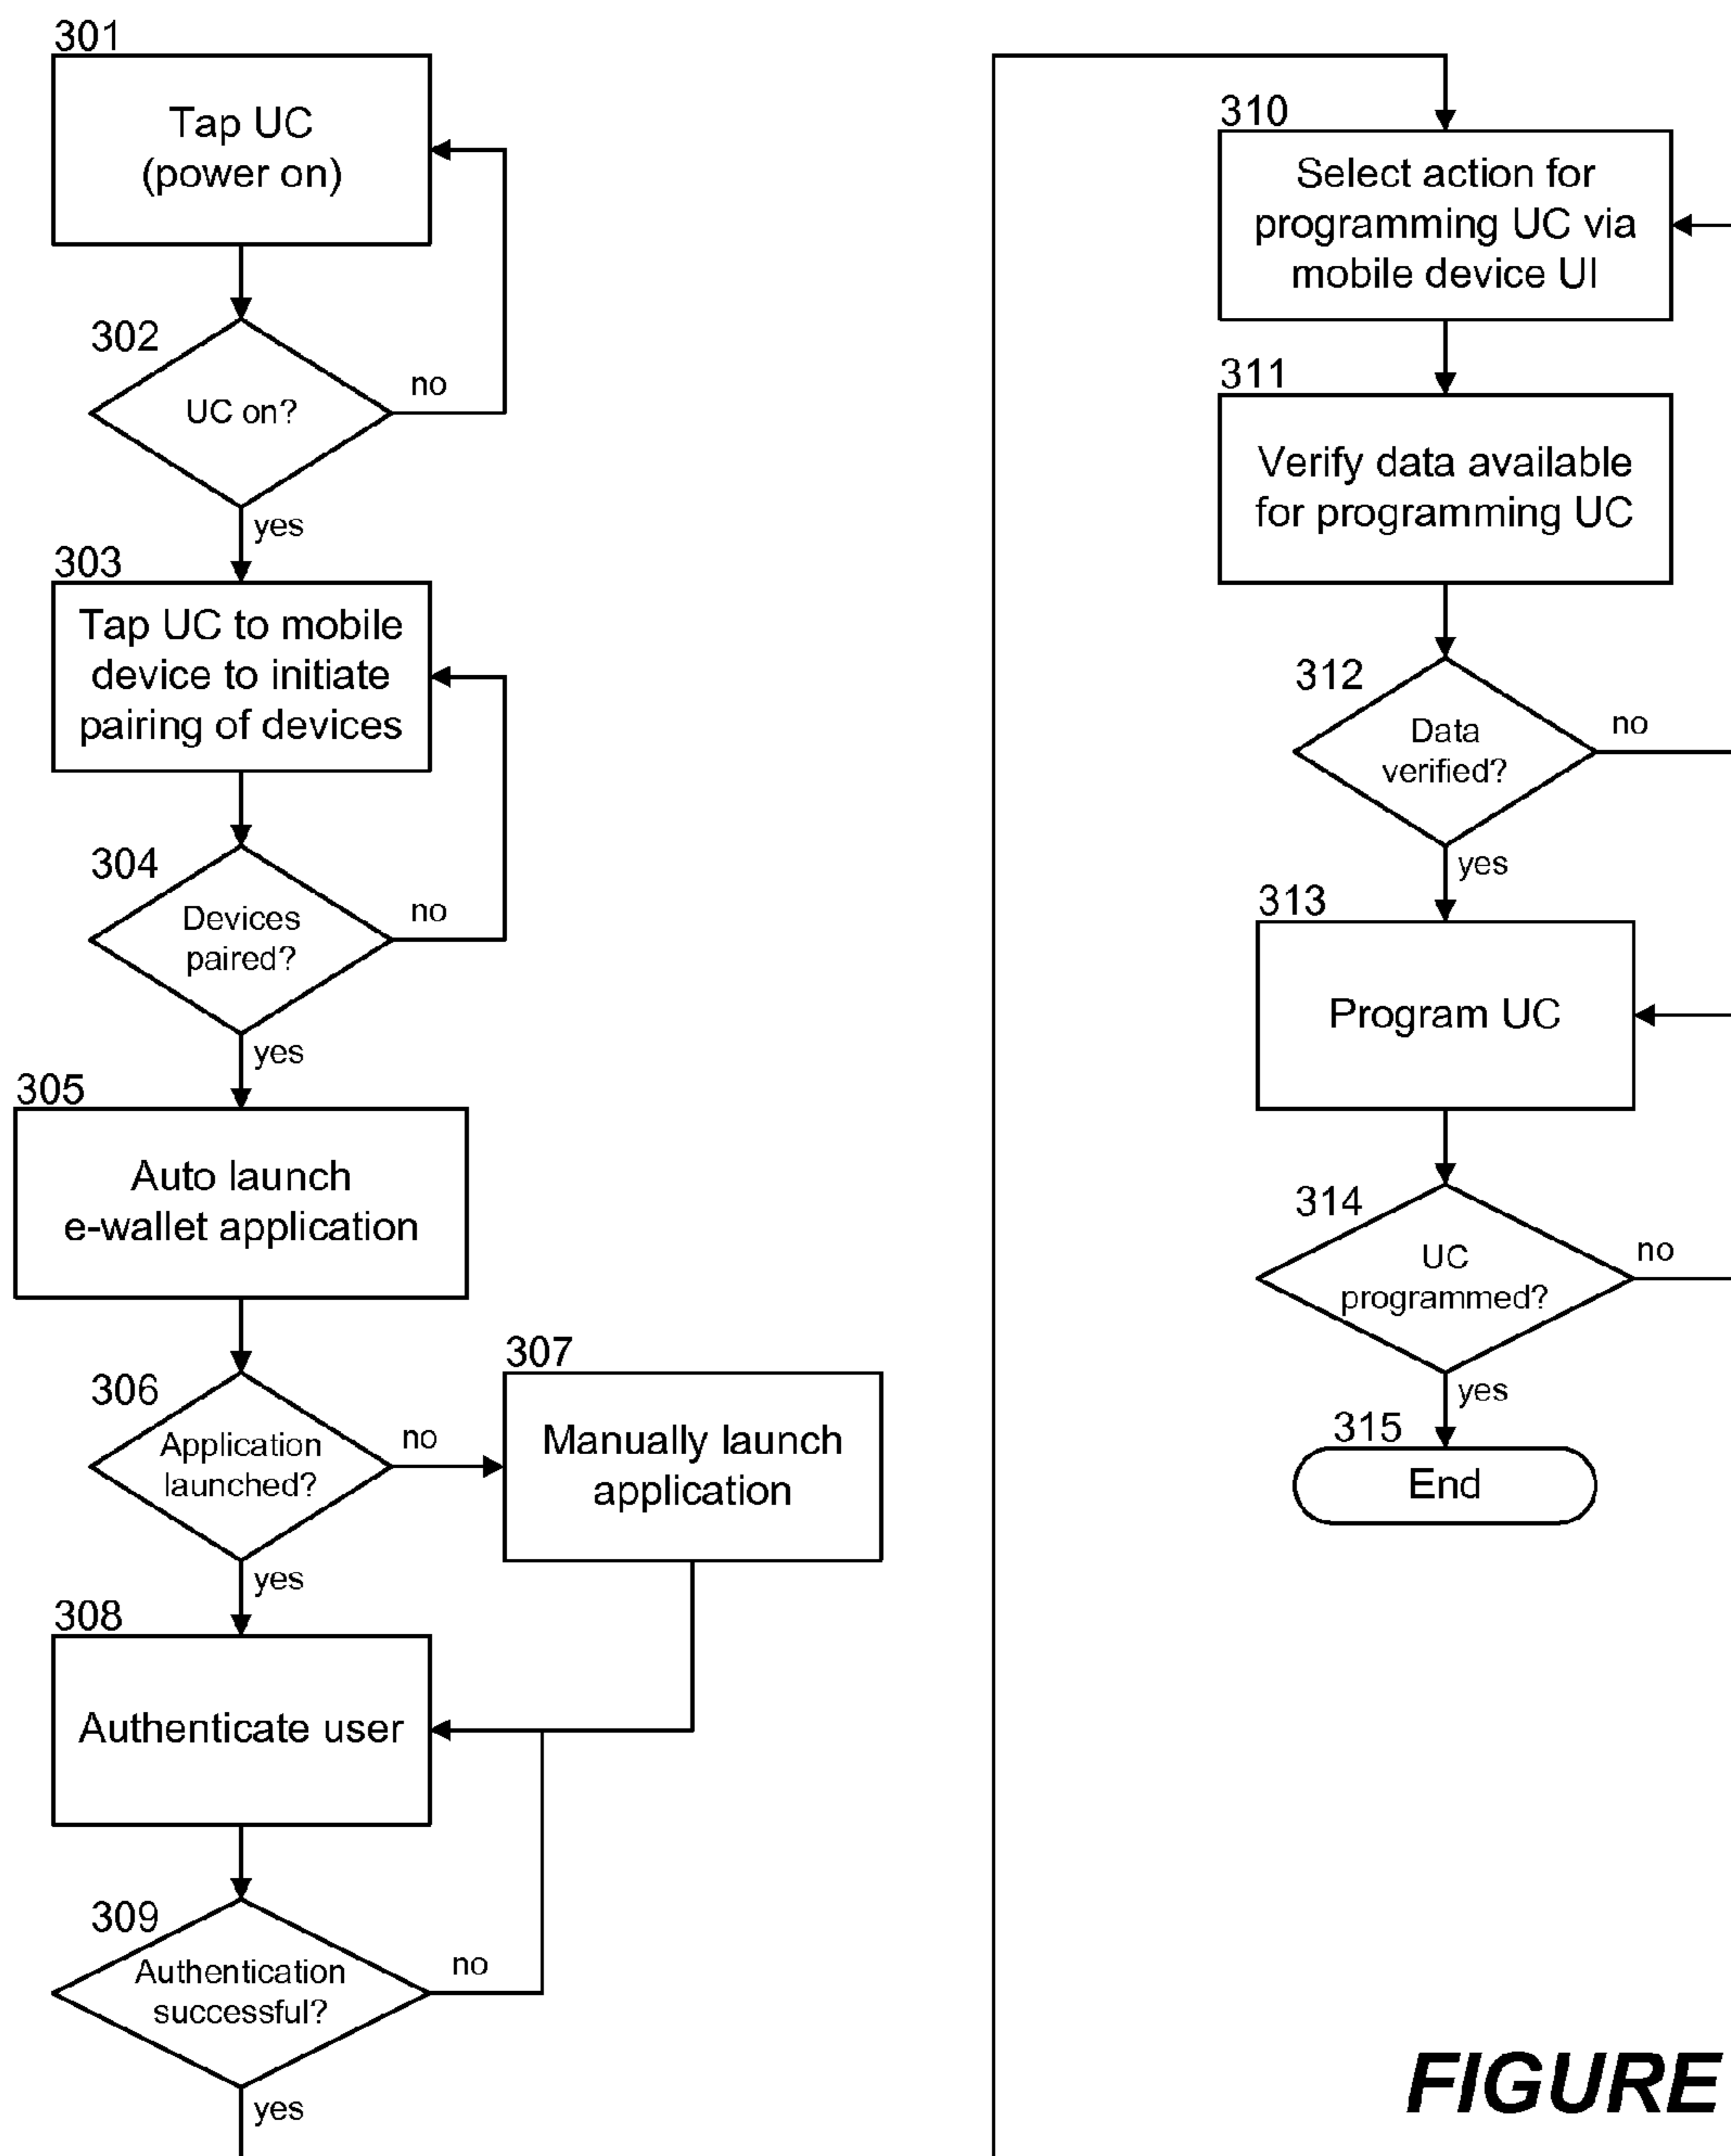 301
Tap UC
(power on)
302
UC on?
no
yes
303
Tap UC to mobile
device to initiate
pairing of devices
304
Devices
paired?
no
yes
305
Auto launch
e-wallet application
306
Application
launched?
no
yes
307
Manually launch
application
308
Authenticate user
309
Authentication
successful?
no
yes
310
Select action for
programming UC via
mobile device UI
311
Verify data available
for programming UC
312
Data
verified?
no
yes
313
Program UC
314
UC
programmed?
no
yes
315
End
FIGURE